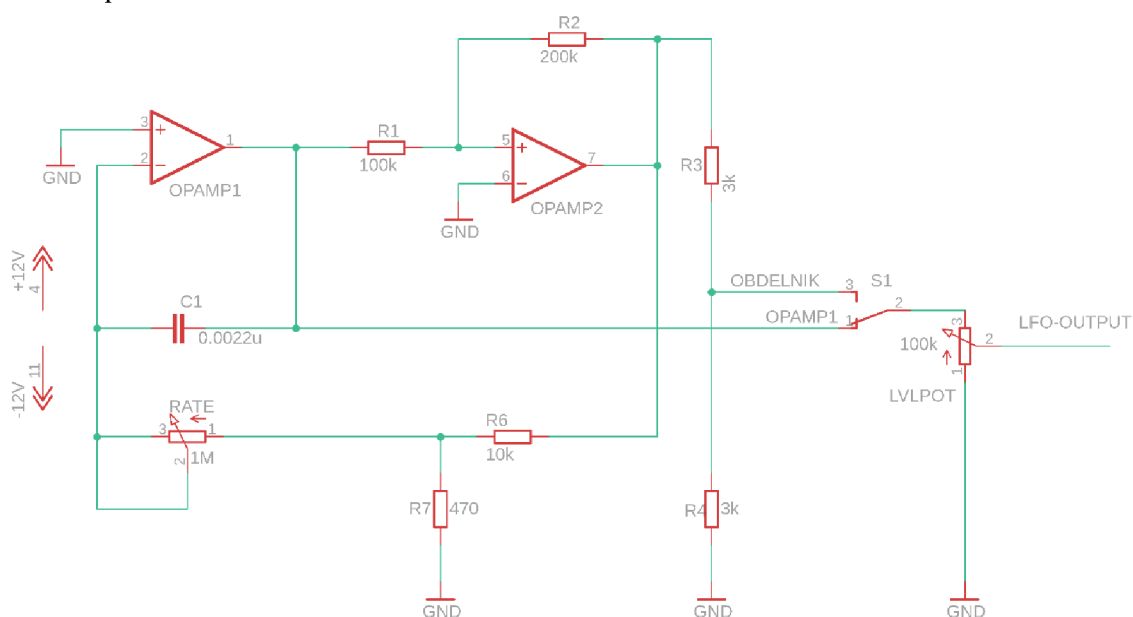 R2
200k
3
+
1
2
-
OPAMP1
GND
R1
100k
5
+
7
6
-
OPAMP2
GND
R3
3k
+12V
4
C1
0.0022u
OBDELNIK
3
S1
OPAMP1
1
2
3
LFO-OUTPUT
100k
2
1
LVLPOT
11
-12V
RATE
3
1
2
1M
R6
10k
R7
470
R4
3k
GND
GND
GND